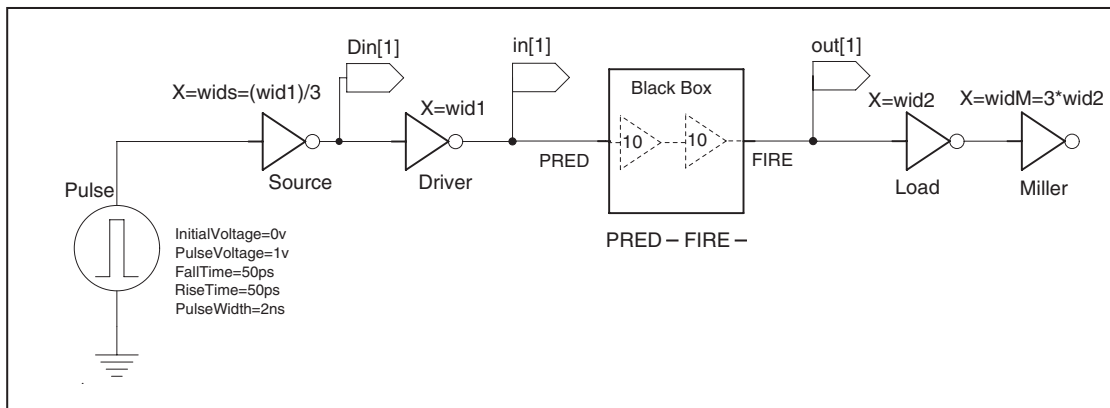 Din[1]
in[1]
out[1]
X=wids=(wid1)/3
X=wid1
Black Box
X=wid2
X=widM=3*wid2
10
10
PRED
FIRE
Source
Driver
Load
Miller
Pulse
InitialVoltage=0v
PulseVoltage=1v
FallTime=50ps
RiseTime=50ps
PulseWidth=2ns
PRED – FIRE –